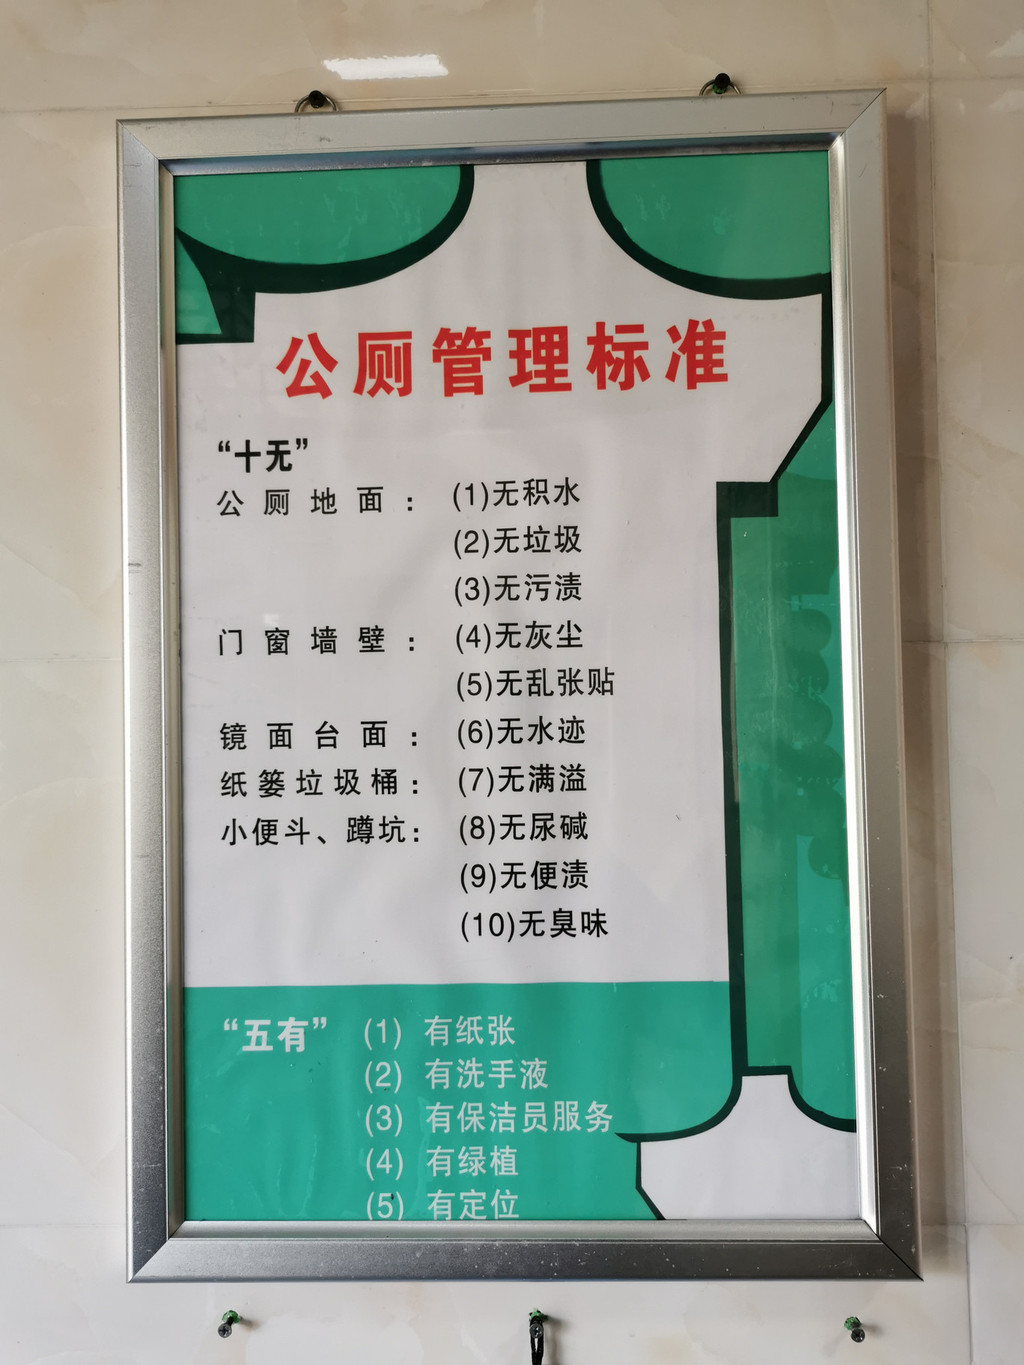 公厕管理标准
“十无”
公厕地面： (1)无积水
(2)无垃圾
(3)无污渍
门窗墙壁： (4)无灰尘
(5)无乱张贴
镜面台面： (6)无水迹
纸篓垃圾桶： (7)无满溢
小便斗、蹲坑： (8)无尿碱
(9)无便渍
(10)无臭味
“五有” (1) 有纸张
(2) 有洗手液
(3) 有保洁员服务
(4) 有绿植
(5) 有定位